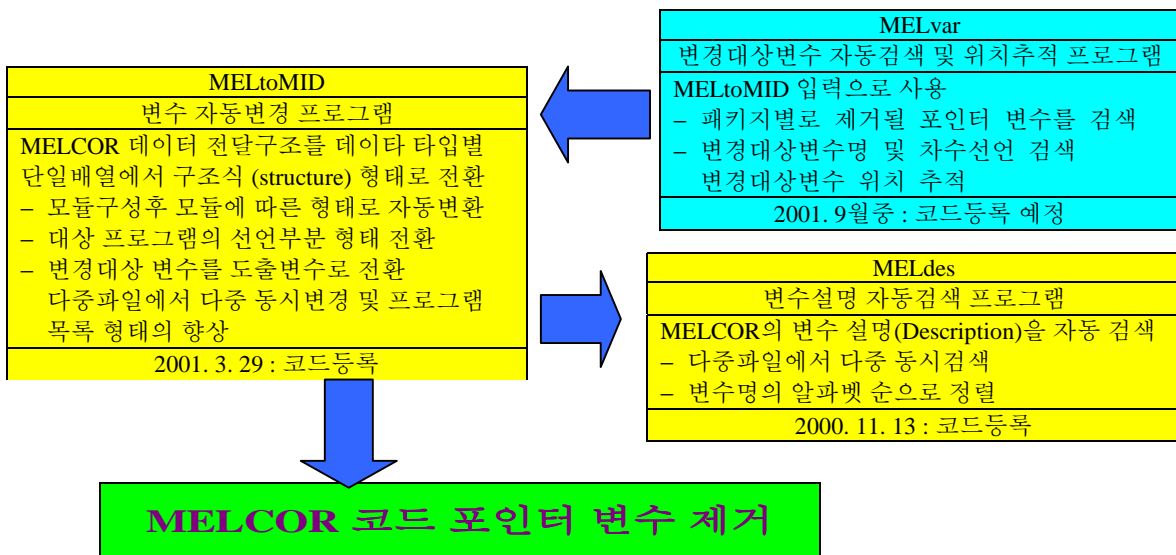 MELvar
변경대상변수 자동검색 및 위치추적 프로그램
MELtoMID 입력으로 사용
– 패키지별로 제거될 포인터 변수를 검색
– 변경대상변수명 및 차수선언 검색
변경대상변수 위치 추적
2001. 9월중 : 코드등록 예정
MELtoMID
변수 자동변경 프로그램
MELCOR 데이터 전달구조를 데이타 타입별
단일배열에서 구조식 (structure) 형태로 전환
– 모듈구성후 모듈에 따른 형태로 자동변환
– 대상 프로그램의 선언부분 형태 전환
– 변경대상 변수를 도출변수로 전환
다중파일에서 다중 동시변경 및 프로그램
목록 형태의 향상
2001. 3. 29 : 코드등록
MELdes
변수설명 자동검색 프로그램
MELCOR의 변수 설명(Description)을 자동 검색
– 다중파일에서 다중 동시검색
– 변수명의 알파벳 순으로 정렬
2000. 11. 13 : 코드등록
MELCOR 코드 포인터 변수 제거